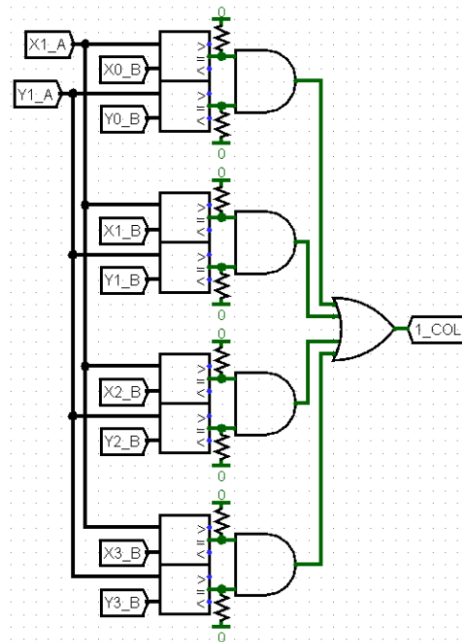 0
X1_A
>
=
<
X0_B
Y1_A
>
=
<
Y0_B
0
0
>
=
<
X1_B
>
=
<
Y1_B
0
1_COL
0
>
=
<
X2_B
>
=
<
Y2_B
0
0
>
=
<
X3_B
>
=
<
Y3_B
0